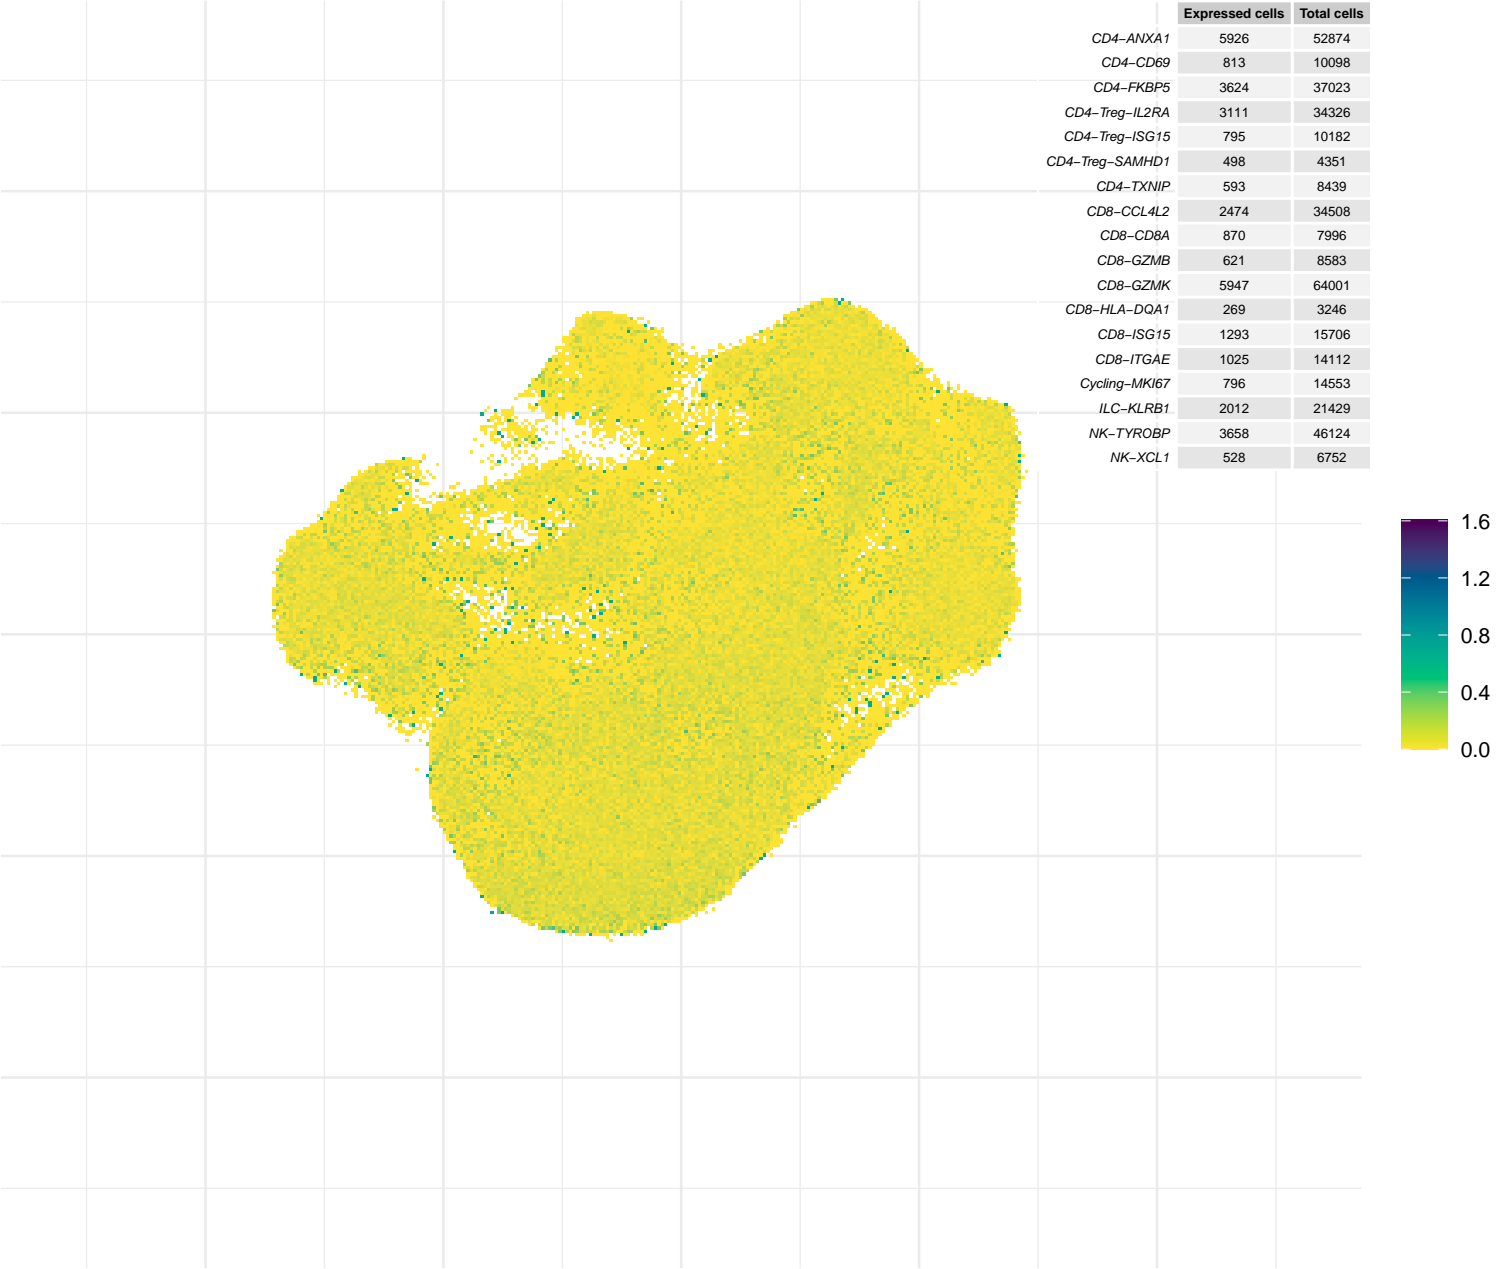 Expressed cells Total cells
CD4−ANXA1 5926 52874
CD4−CD69 813 10098
CD4−FKBP5 3624 37023
CD4−Treg−IL2RA 3111 34326
CD4−Treg−ISG15 795 10182
CD4−Treg−SAMHD1 498 4351
CD4−TXNIP 593 8439
CD8−CCL4L2 2474 34508
CD8−CD8A 870 7996
CD8−GZMB 621 8583
CD8−GZMK 5947 64001
CD8−HLA−DQA1 269 3246
CD8−ISG15 1293 15706
CD8−ITGAE 1025 14112
Cycling−MKI67 796 14553
ILC−KLRB1 2012 21429
NK−TYROBP 3658 46124
NK−XCL1 528 6752
1.6
1.2
0.8
0.4
0.0